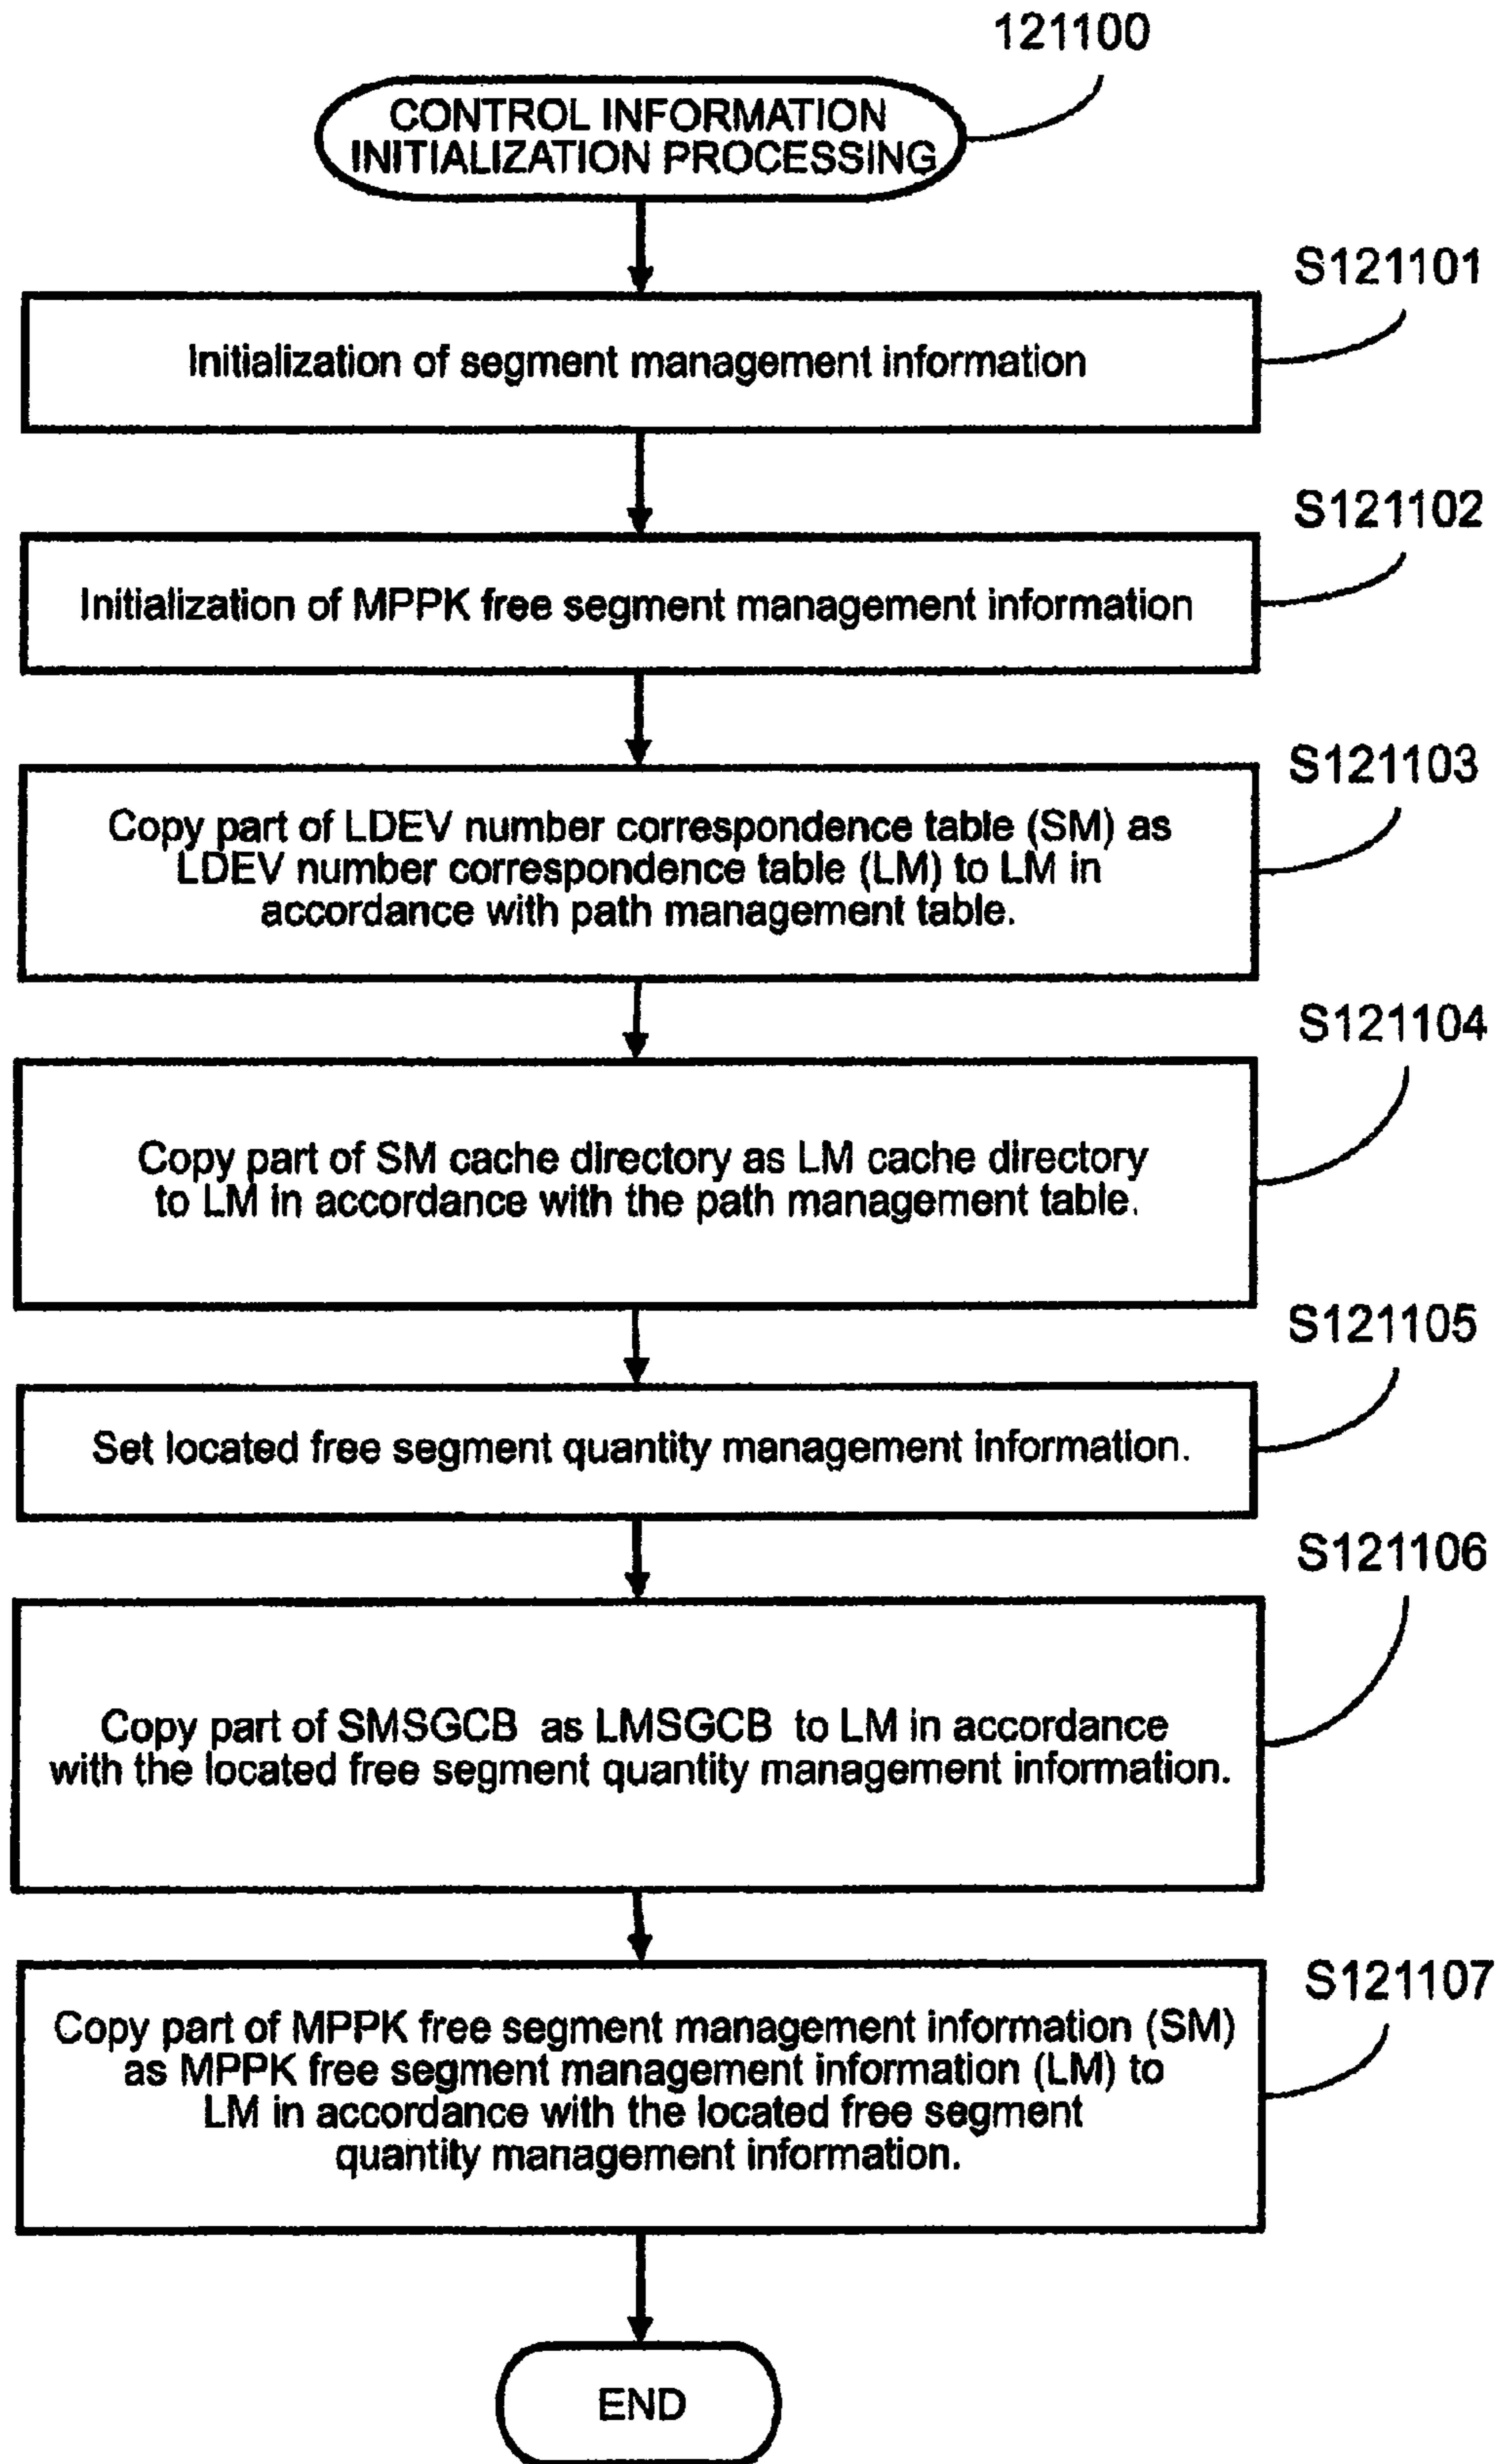 121100
CONTROL INFORMATION
INITIALIZATION PROCESSING
S121101
Initialization of segment management information
S121102
Initialization of MPPK free segment management information
S121103
Copy part of LDEV number correspondence table (SM) as
LDEV number correspondence table (LM) to LM in
accordance with path management table.
S121104
Copy part of SM cache directory as LM cache directory
to LM in accordance with the path management table.
S121105
Set located free segment quantity management information.
S121106
Copy part of SMSGCB as LMSGCB to LM in accordance
with the located free segment quantity management information.
S121107
Copy part of MPPK free segment management information (SM)
as MPPK free segment management information (LM) to
LM in accordance with the located free segment
quantity management information.
END